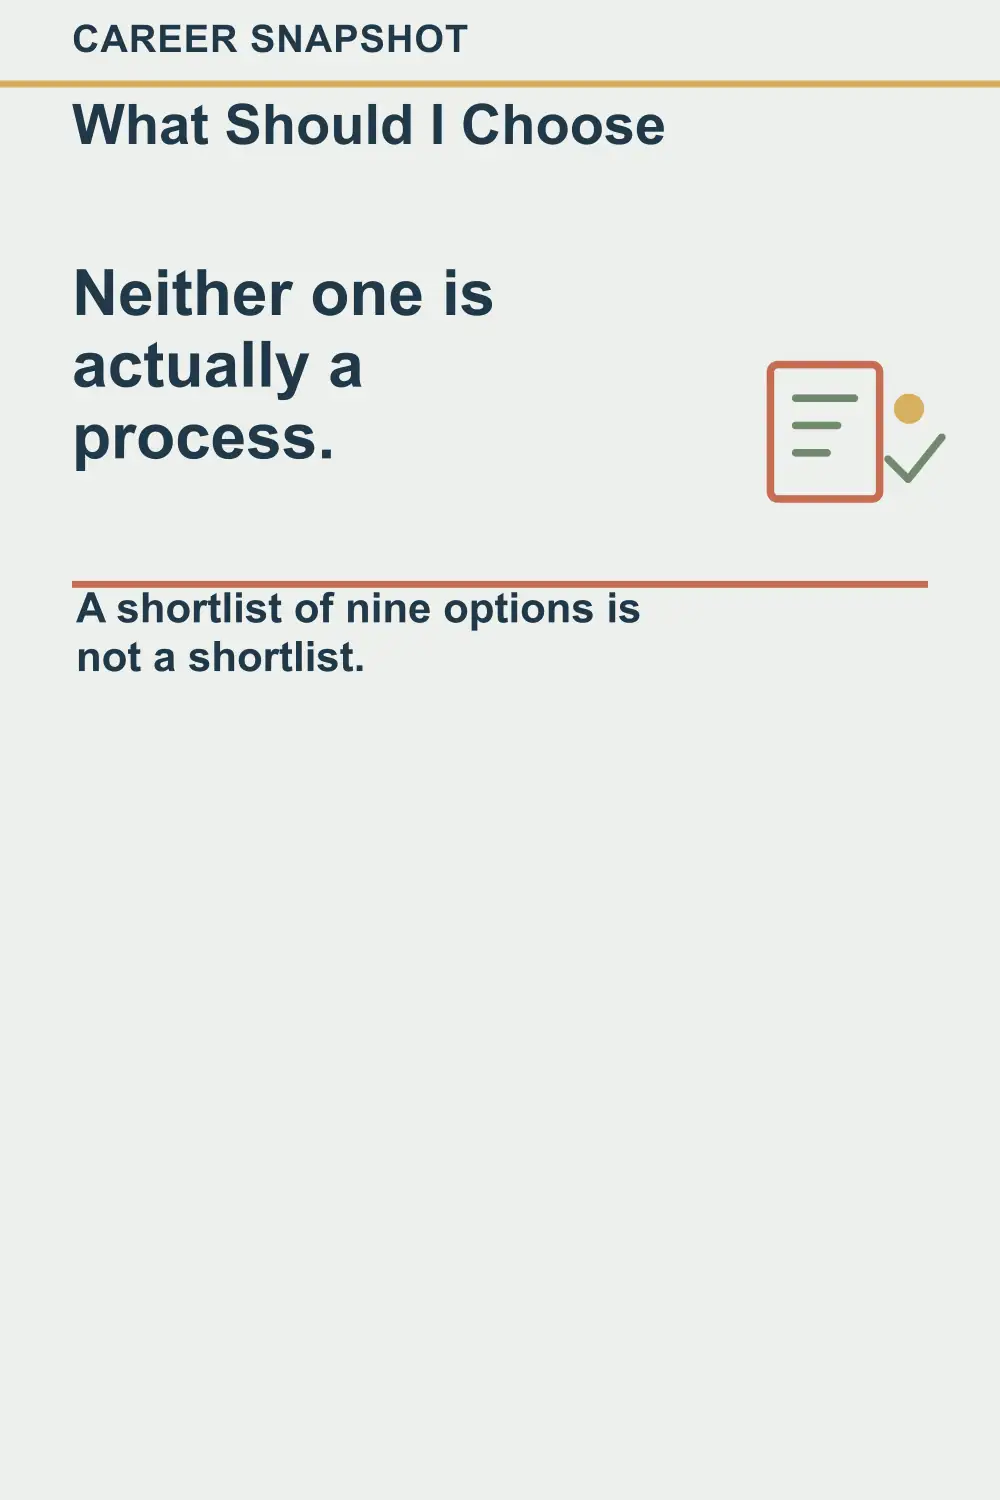 CAREER SNAPSHOT
What Should I Choose
Neither one is
actually a
process.
A shortlist of nine options is
not a shortlist.